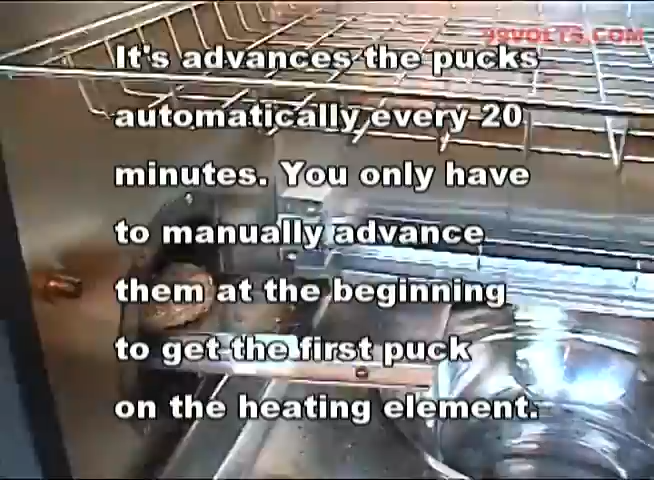 99VOLTS.COM
It's advances the pucks
automatically every 20
minutes. You only have
to manually advance
them at the beginning
to get the first puck
on the heating element.